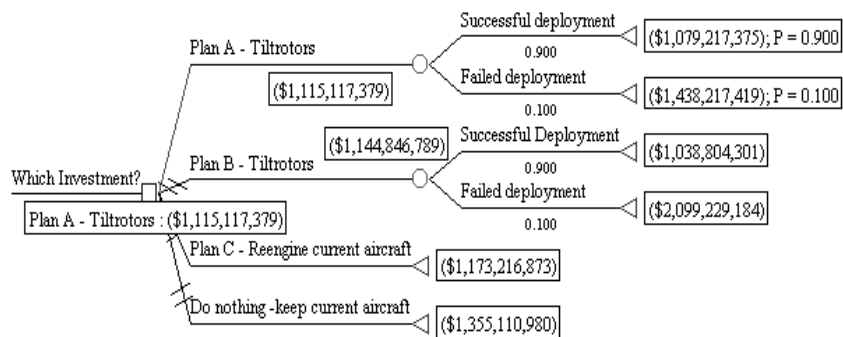 Successful deployment
Plan A - Tiltrotors
0.900
($1,079,217,375); P = 0.900
($1,115,117,379)
Failed deployment
0.100
($1,438,217,419); P = 0.100
Successful Deployment
($1,144,846,789)
Plan B - Tiltrotors
0.900
($1,038,804,301)
Which Investment?
Failed deployment
0.100
($2,099,229,184)
Plan A - Tiltrotors : ($1,115,117,379)
Plan C - Reengine current aircraft
($1,173,216,873)
Do nothing -keep current aircraft
($1,355,110,980)